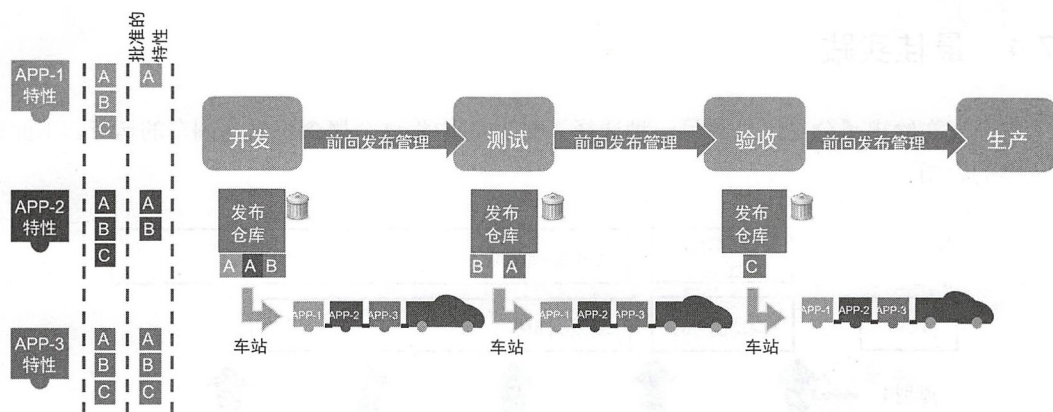 批准的
特性
APP-1
特性
A
B
C
A
开发
前向发布管理
测试
前向发布管理
验收
前向发布管理
生产
APP-2
特性
A
B
C
A
B
发布
仓库
A A B
发布
仓库
B A
发布
仓库
C
车站
APP-1 APP-2 APP-3
车站
APP-1 APP-2 APP-3
车站
APP-1 APP-2 APP-3
APP-3
特性
A
B
C
A
B
C